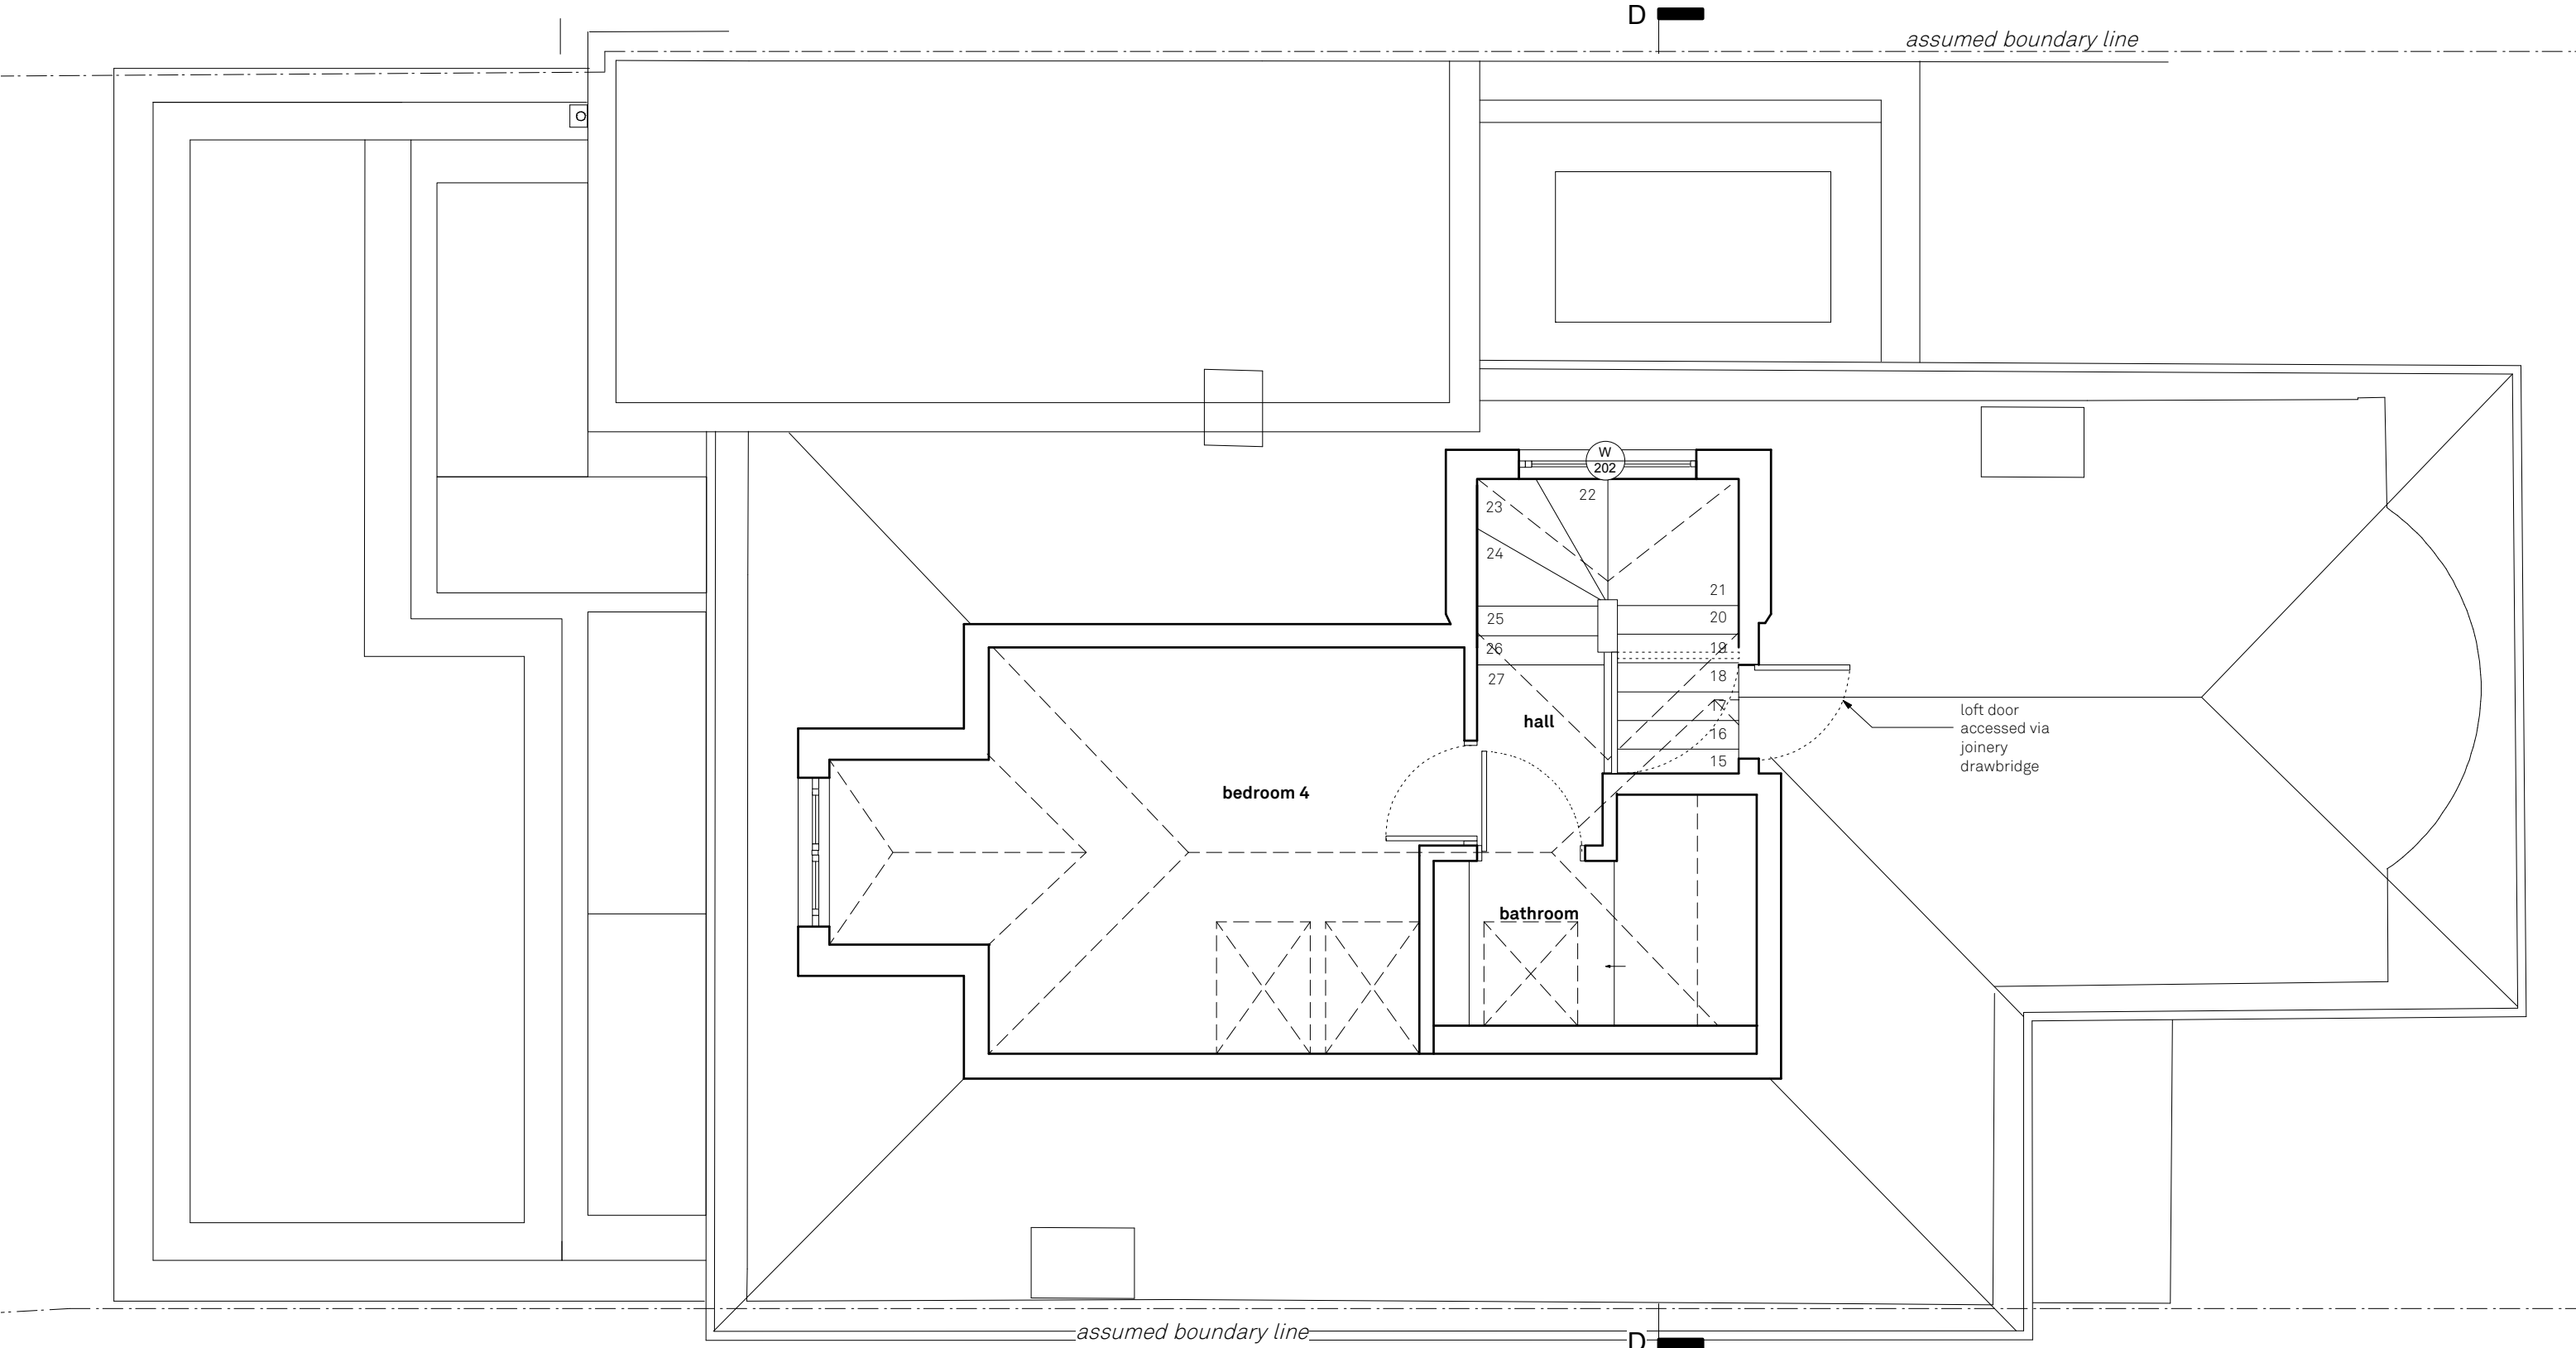 D
assumed boundary line
O
W
202
22
23
24
21
25
20
26
19
27
18
17
hall
16
15
loft door
accessed via
joinery
drawbridge
bedroom 4
bathroom
assumed boundary line
D